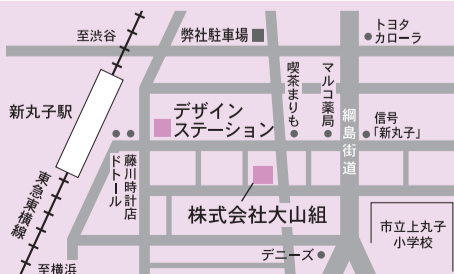 至渋谷
弊社駐車場
トヨタ
カローラ
新丸子駅
デザイン
ステーション
喫茶まりも
マルコ薬局
綱島街道
信号
「新丸子」
藤川時計店
ドトール
東急東横線
株式会社大山組
市立上丸子
小学校
デニーズ
至横浜